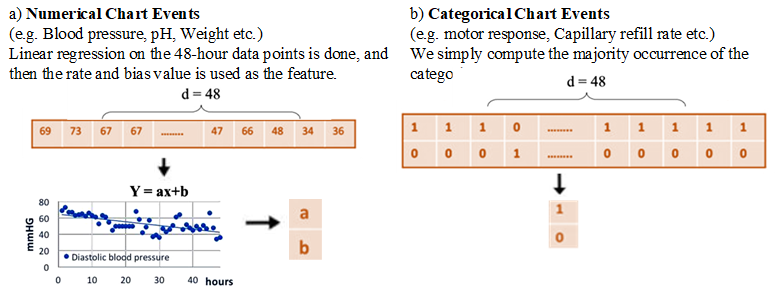 a) Numerical Chart Events
(e.g. Blood pressure, pH, Weight etc.)
Linear regression on the 48-hour data points is done, and
then the rate and bias value is used as the feature.
d = 48
69 73 67 67 ......... 47 66 48 34 36
Y = ax+b
80
60
40
20
0
mmHG
Diastolic blood pressure
0 10 20 30 40 hours
a
b
b) Categorical Chart Events
(e.g. motor response, Capillary refill rate etc.)
We simply compute the majority occurrence of the
catego
d = 48
1 1 1 0 ......... 1 1 1 1 1
0 0 0 1 ......... 0 0 0 0 0
1
0